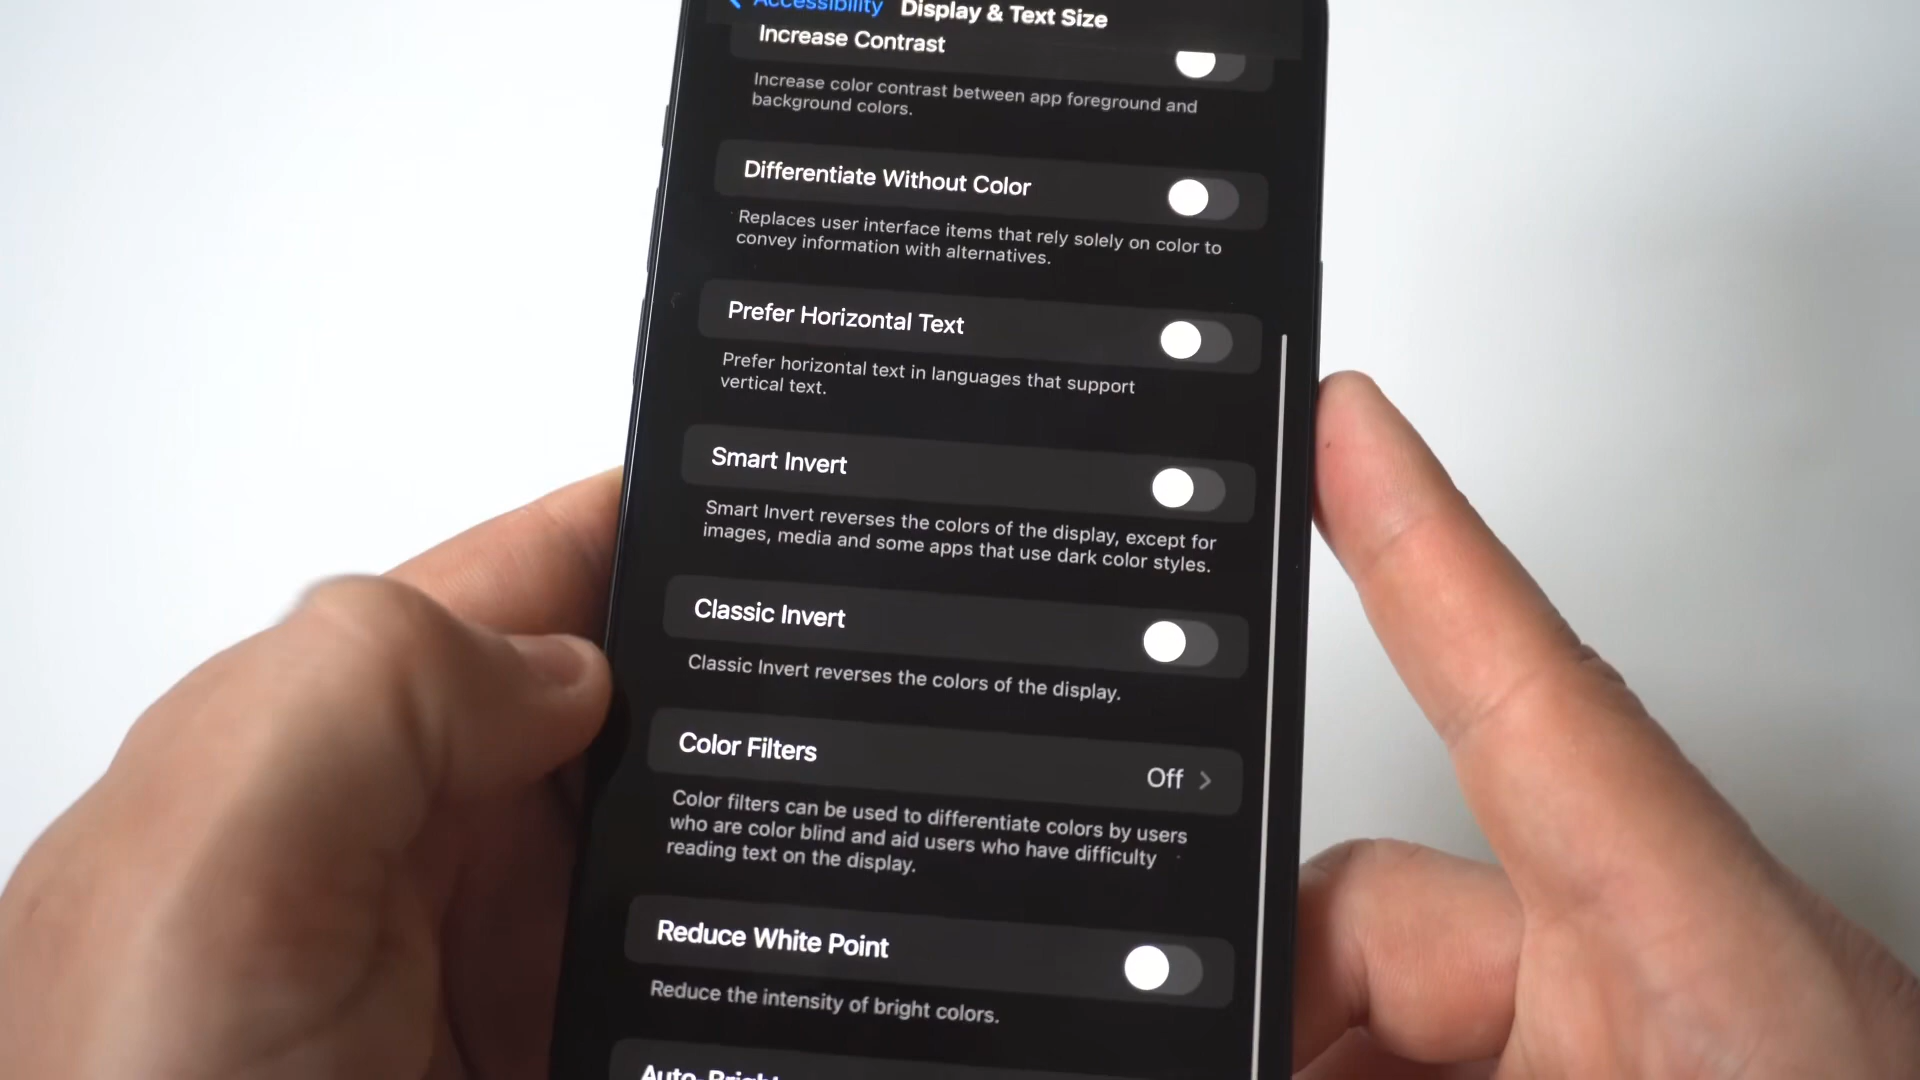 Accessibility Display & Text Size
Increase Contrast
Increase color contrast between app foreground and
background colors.
Differentiate Without Color
Replaces user interface items that rely solely on color to
convey information with alternatives.
Prefer Horizontal Text
Prefer horizontal text in languages that support
vertical text.
Smart Invert
Smart Invert reverses the colors of the display, except for
images, media and some apps that use dark color styles.
Classic Invert
Classic Invert reverses the colors of the display.
Color Filters
Off
Color filters can be used to differentiate colors by users
who are color blind and aid users who have difficulty
reading text on the display.
Reduce White Point
Reduce the intensity of bright colors.